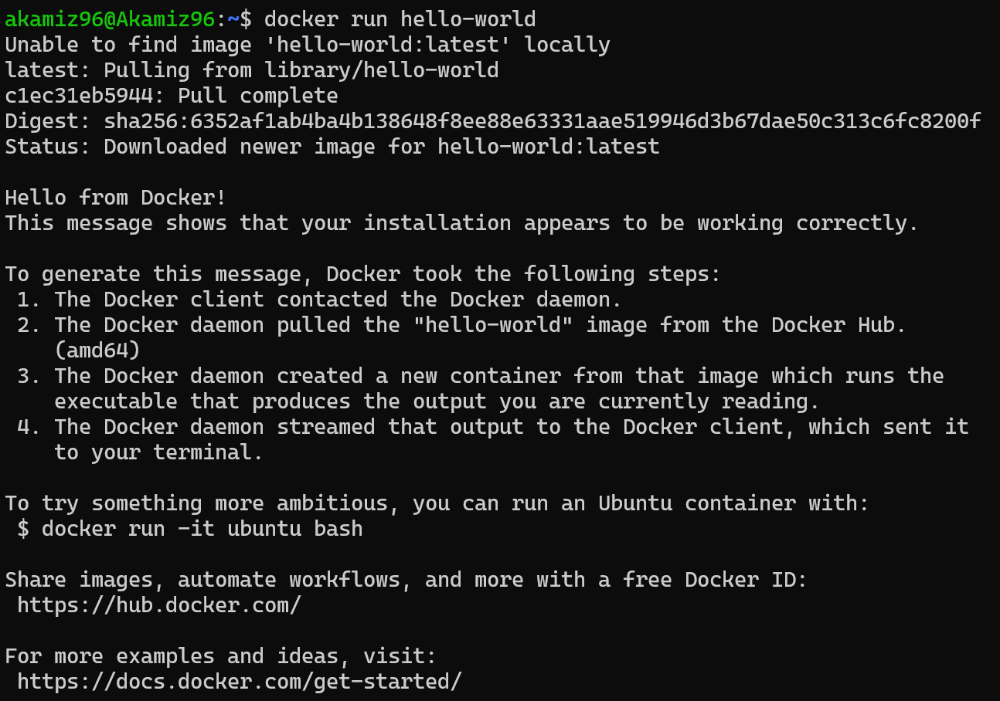 akamiz96@Akamiz96:~$ docker run hello-world
Unable to find image 'hello-world:latest' locally
latest: Pulling from library/hello-world
c1ec31eb5944: Pull complete
Digest: sha256:6352af1ab4ba4b138648f8ee88e63331aae519946d3b67dae50c313c6fc8200f
Status: Downloaded newer image for hello-world:latest

Hello from Docker!
This message shows that your installation appears to be working correctly.

To generate this message, Docker took the following steps:
 1. The Docker client contacted the Docker daemon.
 2. The Docker daemon pulled the "hello-world" image from the Docker Hub.
    (amd64)
 3. The Docker daemon created a new container from that image which runs the
    executable that produces the output you are currently reading.
 4. The Docker daemon streamed that output to the Docker client, which sent it
    to your terminal.

To try something more ambitious, you can run an Ubuntu container with:
 $ docker run -it ubuntu bash

Share images, automate workflows, and more with a free Docker ID:
 https://hub.docker.com/

For more examples and ideas, visit:
 https://docs.docker.com/get-started/